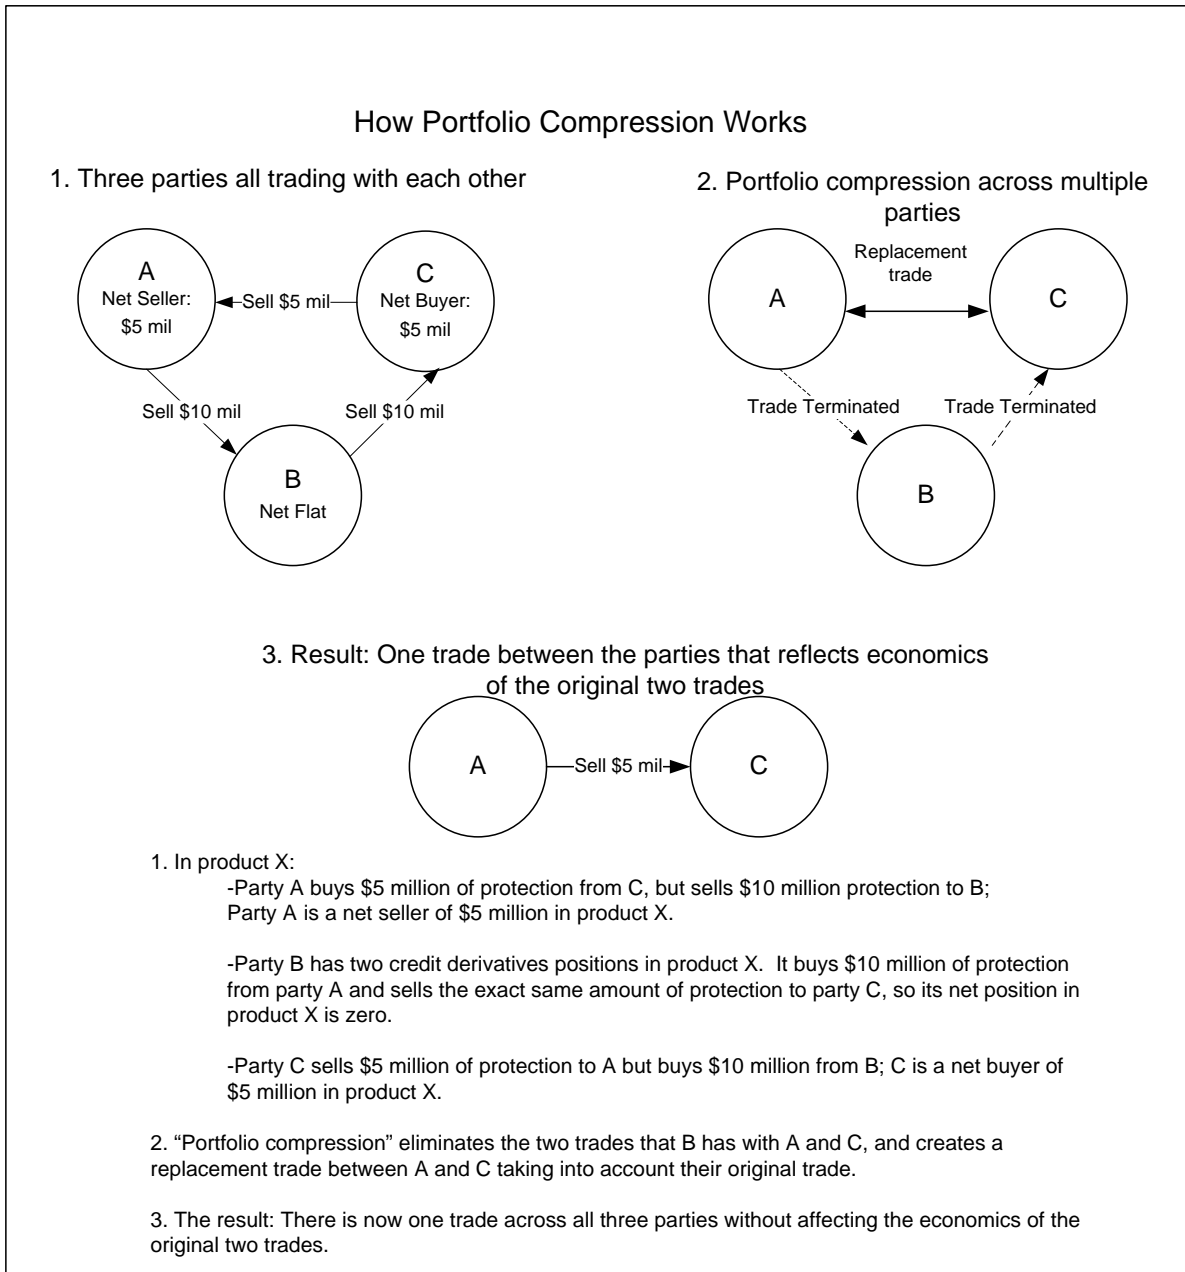 How Portfolio Compression Works
1. Three parties all trading with each other
A
Net Seller:
$5 mil
Sell $5 mil
C
Net Buyer:
$5 mil
Sell $10 mil
Sell $10 mil
B
Net Flat
2. Portfolio compression across multiple
parties
A
Replacement
trade
C
Trade Terminated
Trade Terminated
B
3. Result: One trade between the parties that reflects economics
of the original two trades
A
Sell $5 mil
C
1. In product X:
-Party A buys $5 million of protection from C, but sells $10 million protection to B;
Party A is a net seller of $5 million in product X.
-Party B has two credit derivatives positions in product X.  It buys $10 million of protection
from party A and sells the exact same amount of protection to party C, so its net position in
product X is zero.
-Party C sells $5 million of protection to A but buys $10 million from B; C is a net buyer of
$5 million in product X.
2. “Portfolio compression” eliminates the two trades that B has with A and C, and creates a
replacement trade between A and C taking into account their original trade.
3. The result: There is now one trade across all three parties without affecting the economics of the
original two trades.